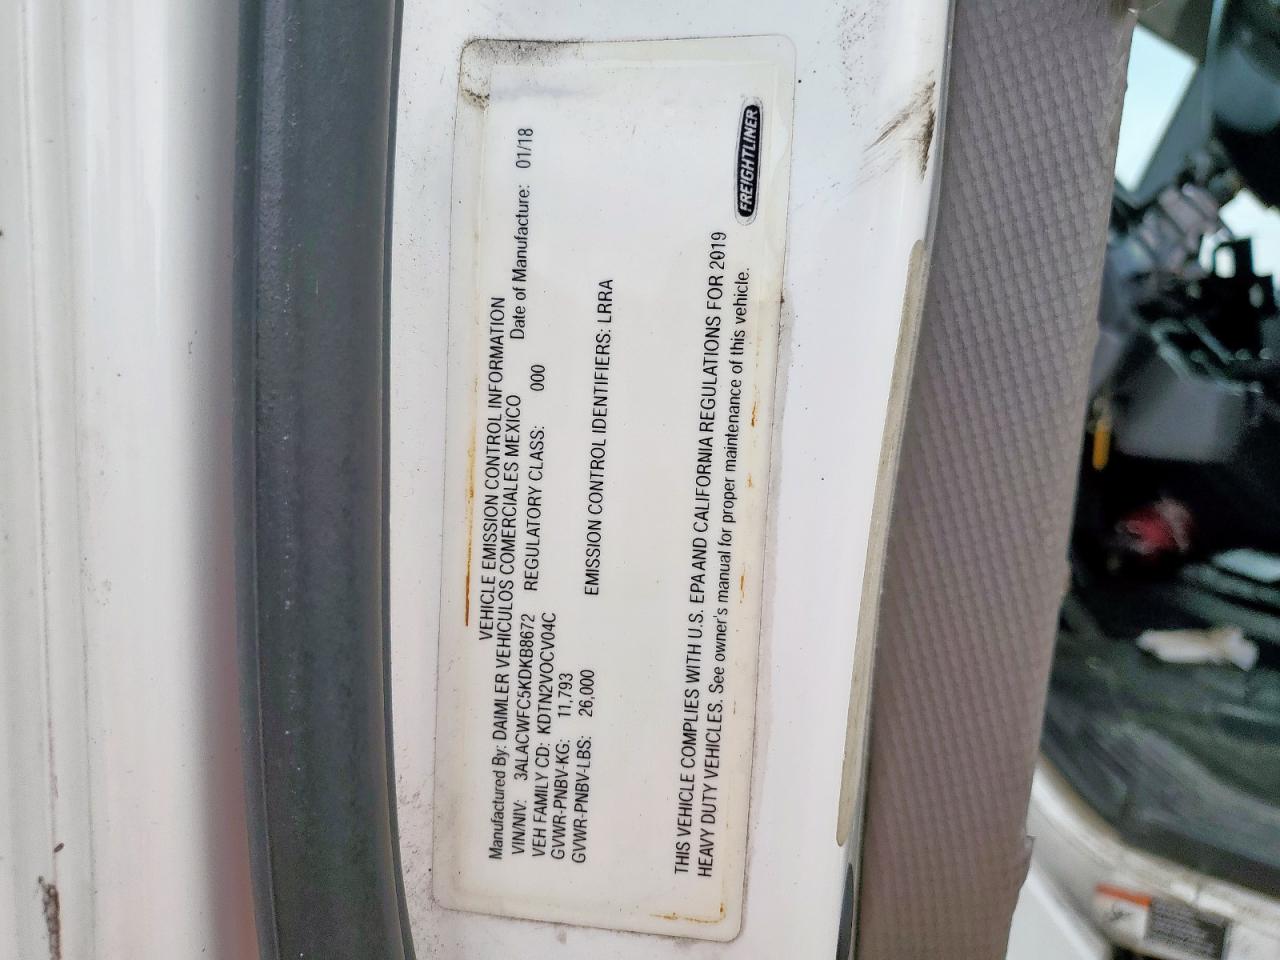 VEHICLE EMISSION CONTROL INFORMATION
Manufactured By: DAIMLER VEHICULOS COMERCIALES MEXICO Date of Manufacture: 01/18
VIN/NIV: 3ALACWFC5KDKB8672 REGULATORY CLASS: 000
VEH FAMILY CD: KDTN2VOCV04C
GVWR-PNBV-KG: 11,793
GVWR-PNBV-LBS: 26,000 EMISSION CONTROL IDENTIFIERS: LRRA
THIS VEHICLE COMPLIES WITH U.S. EPA AND CALIFORNIA REGULATIONS FOR 2019
HEAVY DUTY VEHICLES. See owner's manual for proper maintenance of this vehicle.
FREIGHTLINER